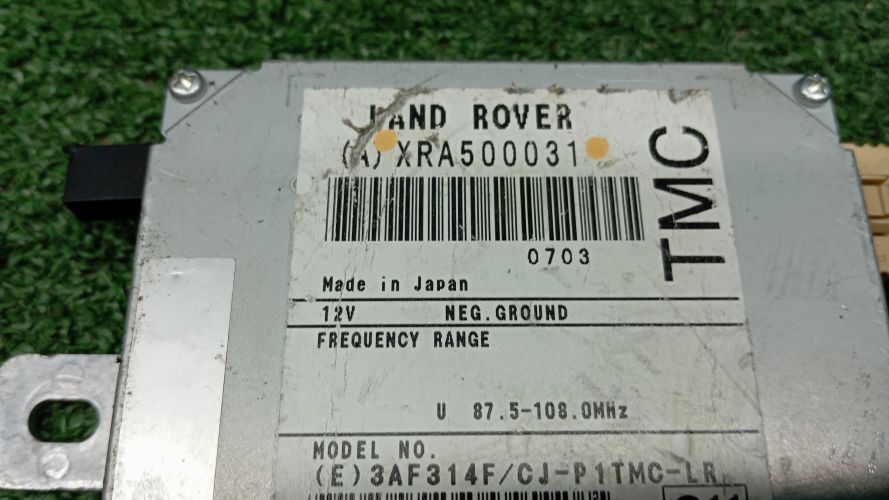 LAND ROVER
(A) XRA500031
TMC
0703
Made in Japan
12V NEG.GROUND
FREQUENCY RANGE
U 87.5-108.0MHz
MODEL NO.
(E)3AF314F/CJ-P1TMC-LR